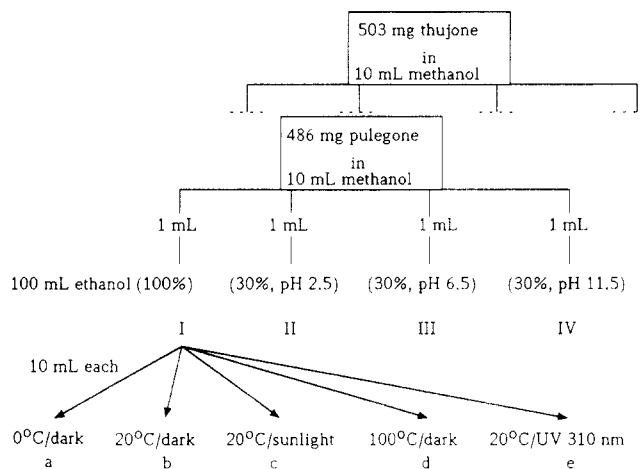 503 mg thujone
in
10 mL methanol
486 mg pulegone
in
10 mL methanol
1 mL 1 mL 1 mL 1 mL
100 mL ethanol (100%) (30%, pH 2.5) (30%, pH 6.5) (30%, pH 11.5)
I II III IV
10 mL each
0°C/dark 20°C/dark 20°C/sunlight 100°C/dark 20°C/UV 310 nm
a b c d e